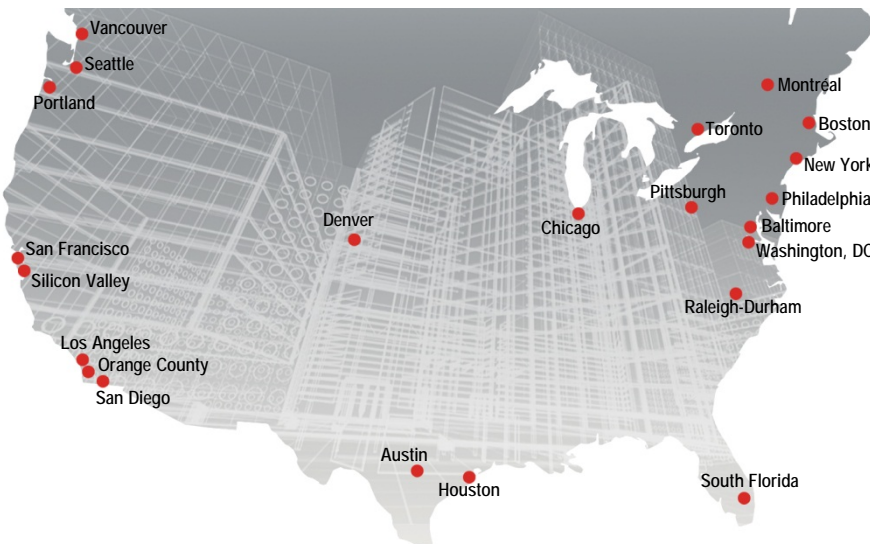 Vancouver
Seattle
Portland
Montréal
Toronto
Boston
New York
Pittsburgh
Philadelphia
Denver
Chicago
Baltimore
Washington, DC
San Francisco
Silicon Valley
Raleigh-Durham
Los Angeles
Orange County
San Diego
Austin
Houston
South Florida